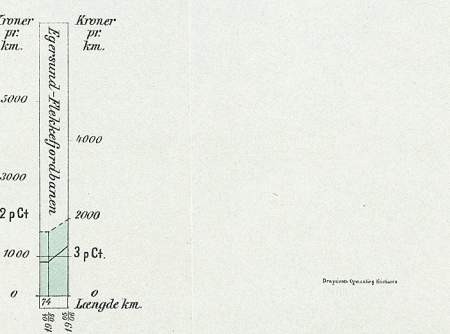 Kroner
pr.
km.
Kroner
pr.
km.
Egersund-Flekkefjordbanen.
5000
4000
3000
2 p Ct
2000
1000
3 p Ct.
0
0
74
Længde km.